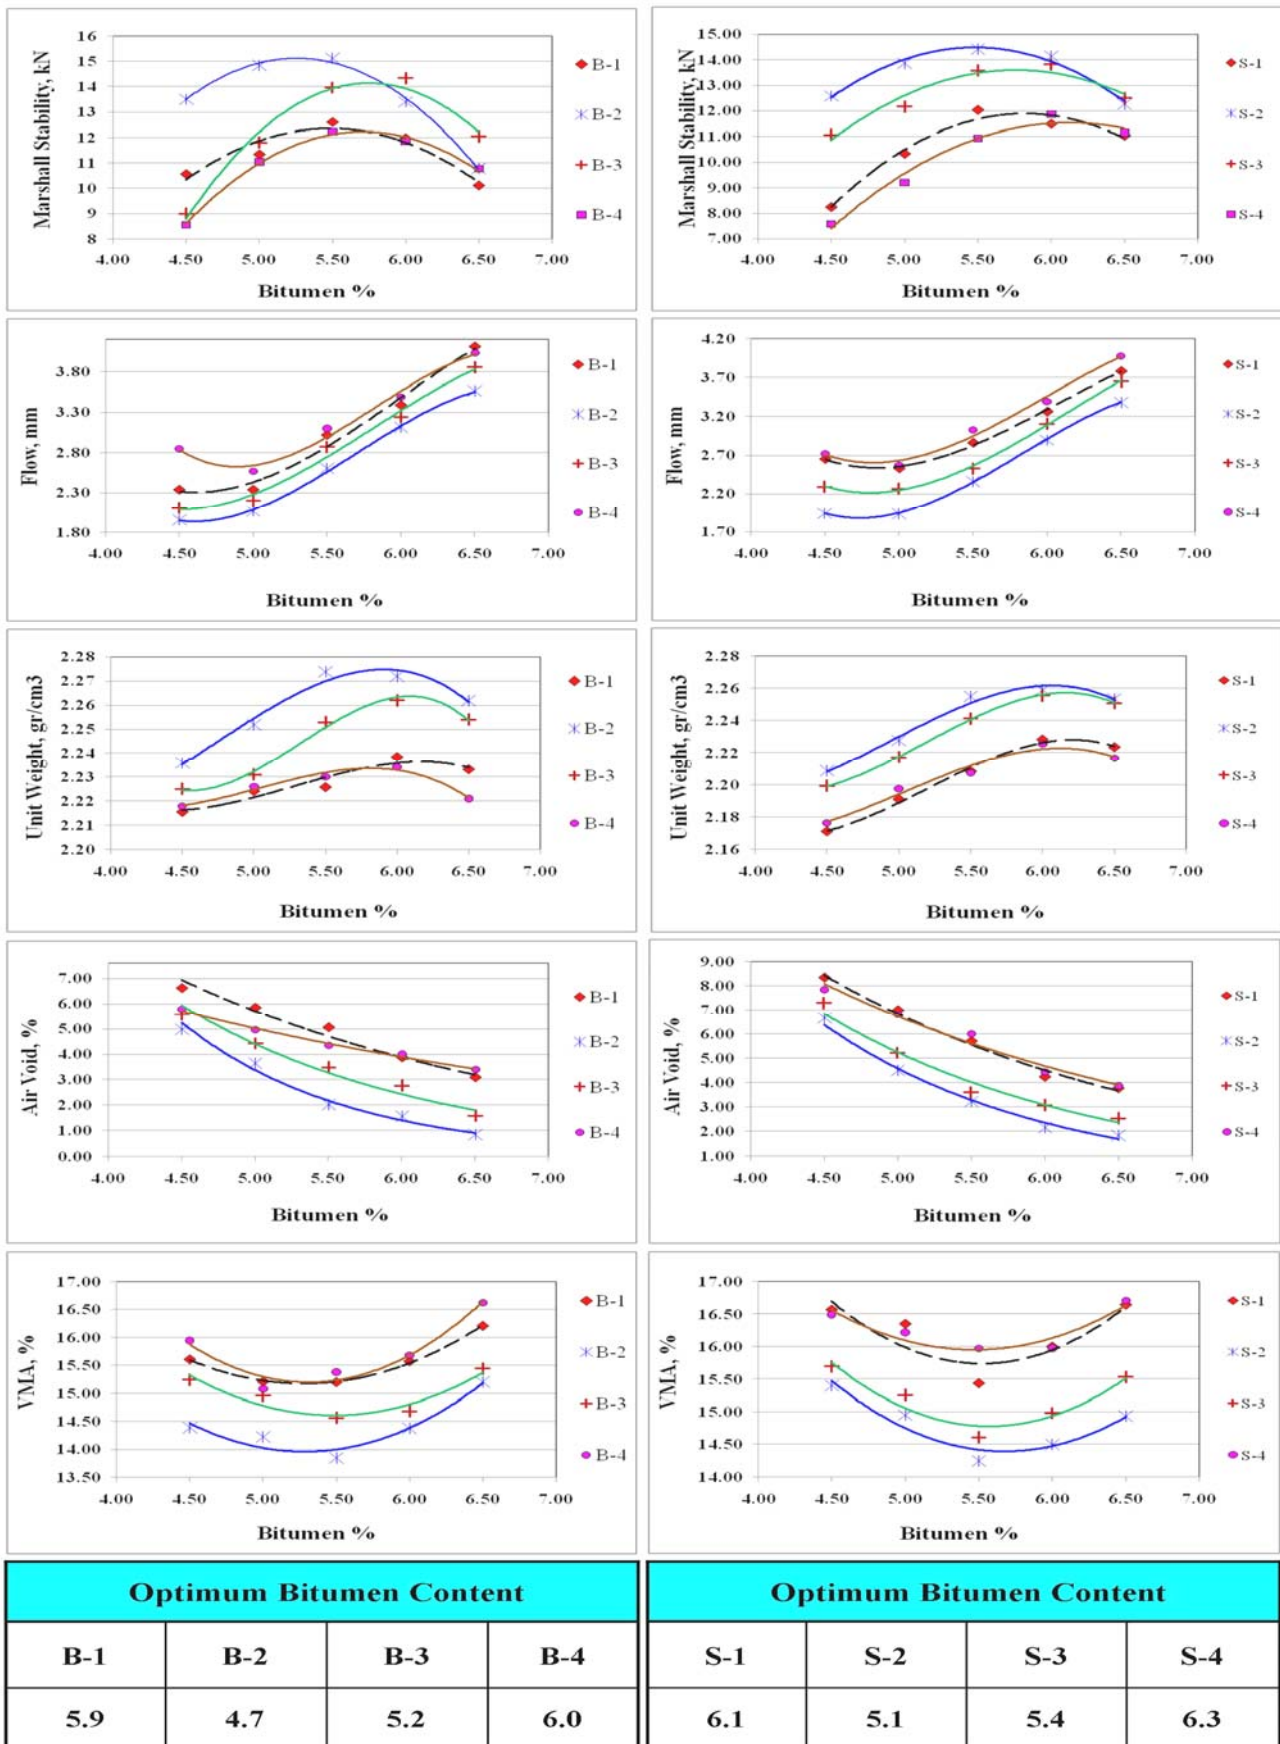 Marshall Stability, kN
16
15
14
13
12
11
10
9
8
4.00 4.50 5.00 5.50 6.00 6.50 7.00
Bitumen %
B-1
B-2
B-3
B-4
Marshall Stability, kN
15.00
14.00
13.00
12.00
11.00
10.00
9.00
8.00
7.00
4.00 4.50 5.00 5.50 6.00 6.50 7.00
Bitumen %
S-1
S-2
S-3
S-4
Flow, mm
3.80
3.30
2.80
2.30
1.80
4.00 4.50 5.00 5.50 6.00 6.50 7.00
Bitumen %
B-1
B-2
B-3
B-4
Flow, mm
4.20
3.70
3.20
2.70
2.20
1.70
4.00 4.50 5.00 5.50 6.00 6.50 7.00
Bitumen %
S-1
S-2
S-3
S-4
Unit Weight, gr/cm3
2.28
2.27
2.26
2.25
2.24
2.23
2.22
2.21
2.20
4.00 4.50 5.00 5.50 6.00 6.50 7.00
Bitumen %
B-1
B-2
B-3
B-4
Unit Weight, gr/cm3
2.28
2.26
2.24
2.22
2.20
2.18
2.16
4.00 4.50 5.00 5.50 6.00 6.50 7.00
Bitumen %
S-1
S-2
S-3
S-4
Air Void, %
7.00
6.00
5.00
4.00
3.00
2.00
1.00
0.00
4.00 4.50 5.00 5.50 6.00 6.50 7.00
Bitumen %
B-1
B-2
B-3
B-4
Air Void, %
9.00
8.00
7.00
6.00
5.00
4.00
3.00
2.00
1.00
4.00 4.50 5.00 5.50 6.00 6.50 7.00
Bitumen %
S-1
S-2
S-3
S-4
VMA, %
17.00
16.50
16.00
15.50
15.00
14.50
14.00
13.50
4.00 4.50 5.00 5.50 6.00 6.50 7.00
Bitumen %
B-1
B-2
B-3
B-4
VMA, %
17.00
16.50
16.00
15.50
15.00
14.50
14.00
4.00 4.50 5.00 5.50 6.00 6.50 7.00
Bitumen %
S-1
S-2
S-3
S-4
Optimum Bitumen Content
B-1 B-2 B-3 B-4
5.9 4.7 5.2 6.0
Optimum Bitumen Content
S-1 S-2 S-3 S-4
6.1 5.1 5.4 6.3